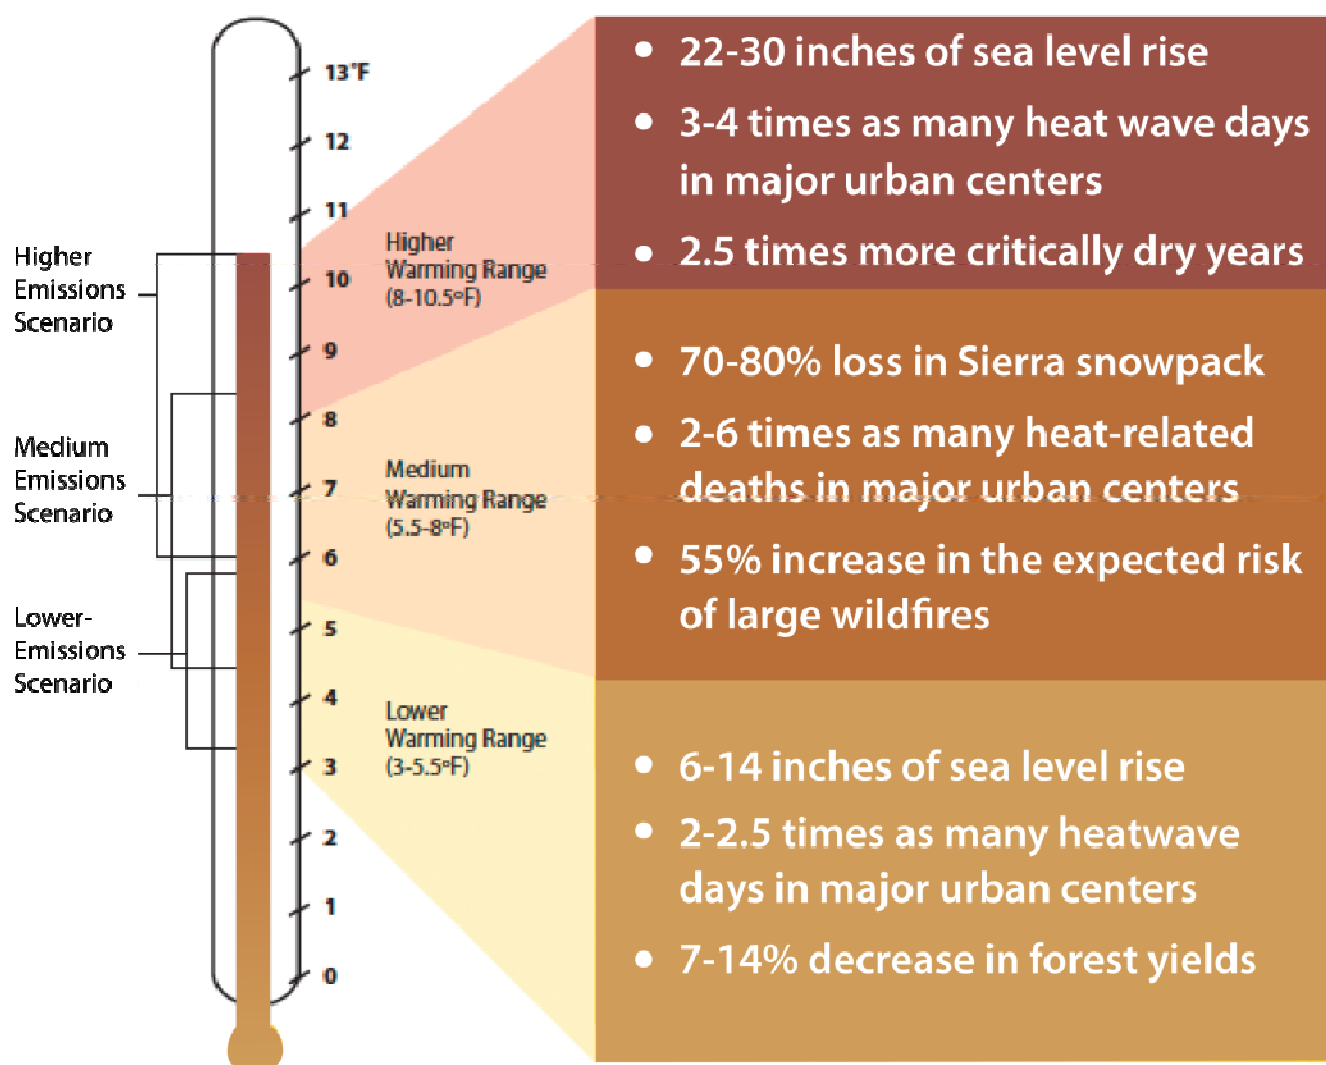 13°F
12
11
10
9
8
7
6
5
4
3
2
1
0
Higher
Emissions
Scenario
Medium
Emissions
Scenario
Lower-
Emissions
Scenario
Higher
Warming Range
(8-10.5ºF)
Medium
Warming Range
(5.5-8ºF)
Lower
Warming Range
(3-5.5ºF)
• 22-30 inches of sea level rise
• 3-4 times as many heat wave days
in major urban centers
• 2.5 times more critically dry years
• 70-80% loss in Sierra snowpack
• 2-6 times as many heat-related
deaths in major urban centers
• 55% increase in the expected risk
of large wildfires
• 6-14 inches of sea level rise
• 2-2.5 times as many heatwave
days in major urban centers
• 7-14% decrease in forest yields